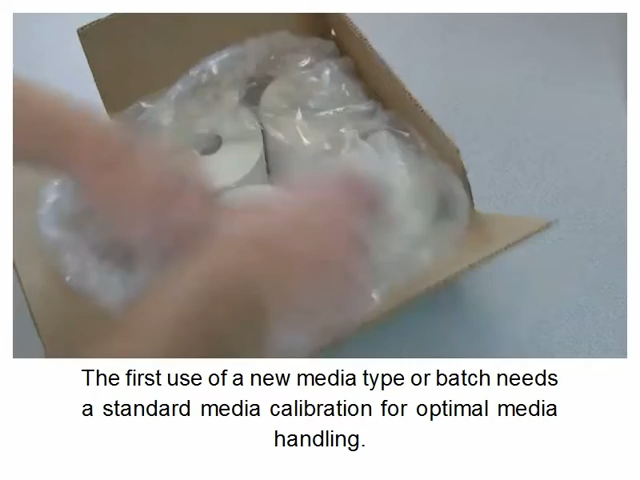 The first use of a new media type or batch needs
a standard media calibration for optimal media
handling.